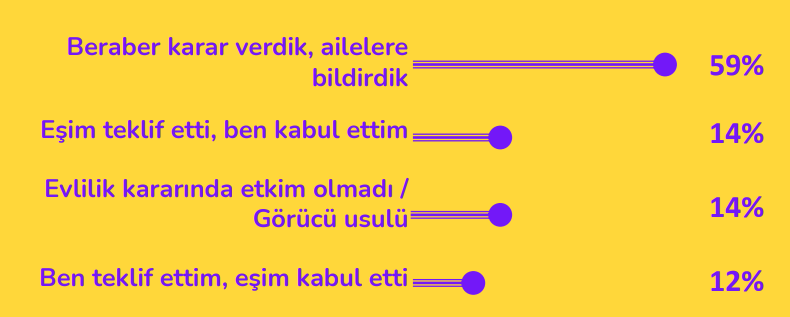 Beraber karar verdik, ailelere
bildirdik
59%
Eşim teklif etti, ben kabul ettim
14%
Evlilik kararında etkim olmadı /
Görücü usulü
14%
Ben teklif ettim, eşim kabul etti
12%